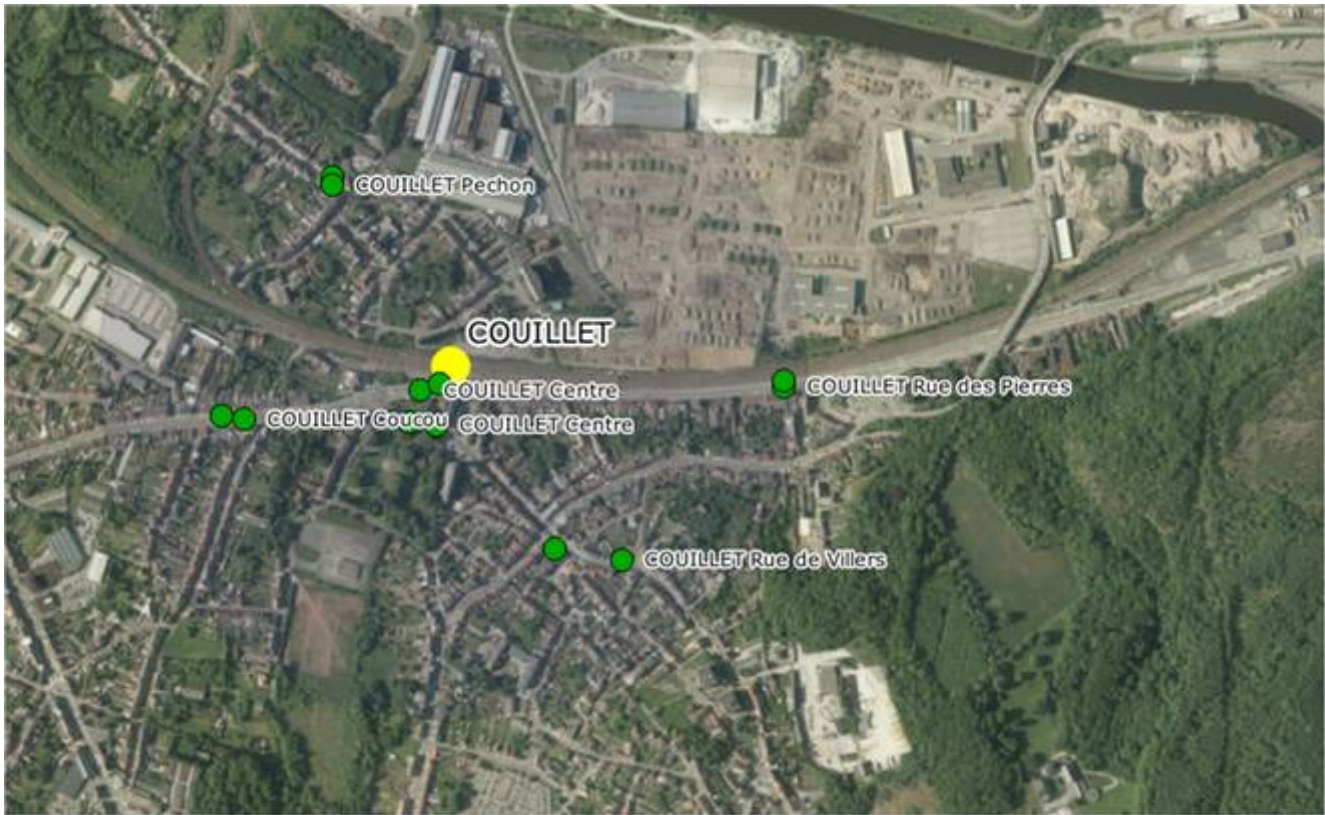 COUILLET Pechon
COUILLET
COUILLET Centre
COUILLET Rue des Pierres
COUILLET Coucou
COUILLET Centre
COUILLET Rue de Villers